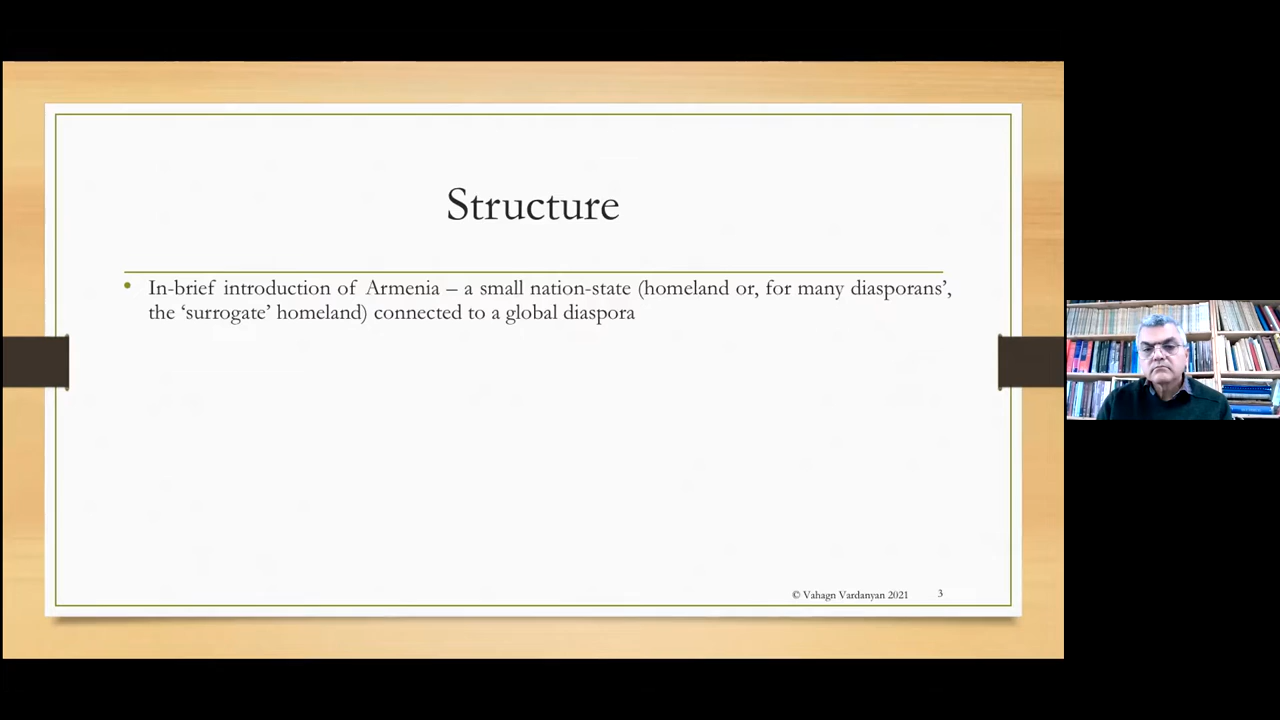 Structure
• In-brief introduction of Armenia – a small nation-state (homeland or, for many diasporans’,
the ‘surrogate’ homeland) connected to a global diaspora
© Vahagn Vardanyan 2021 3